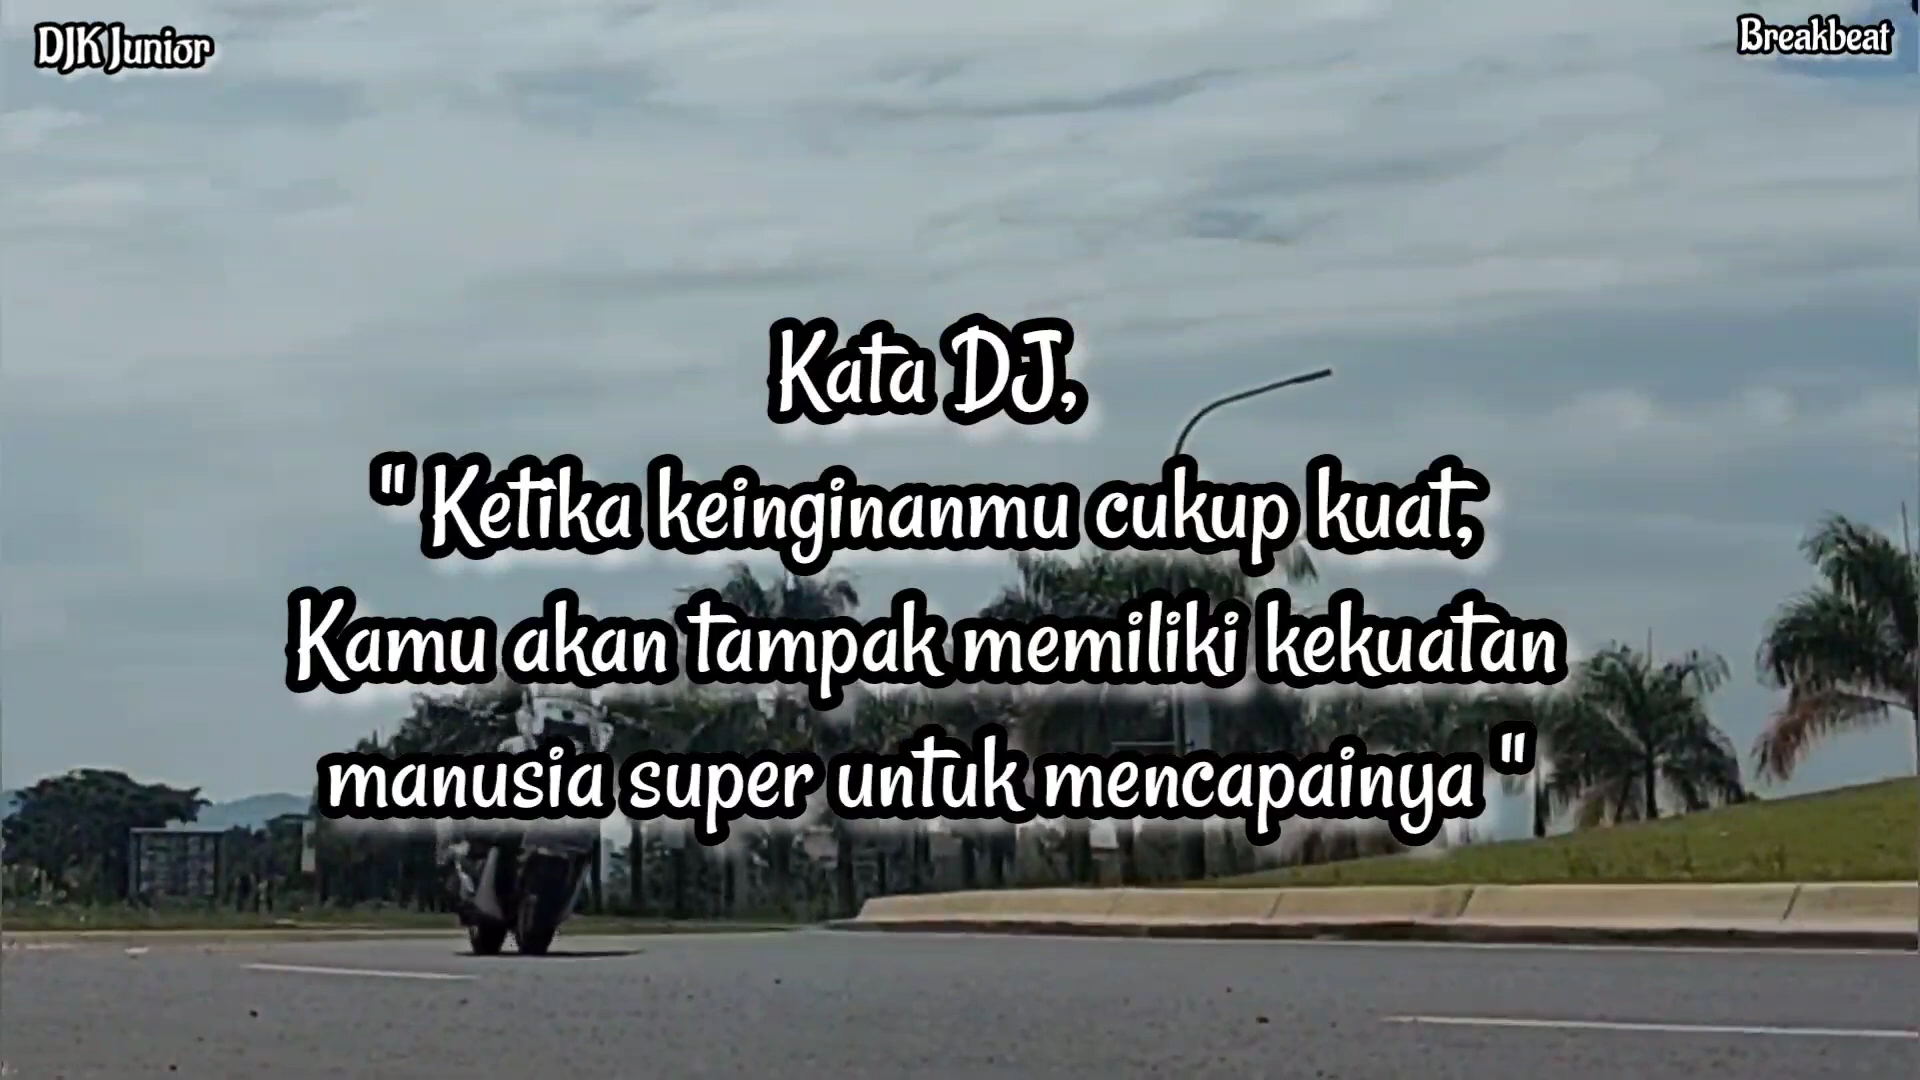 DJK Junior
Breakbeat
Kata DJ,
" Ketika keinginanmu cukup kuat,
Kamu akan tampak memiliki kekuatan
manusia super untuk mencapainya "